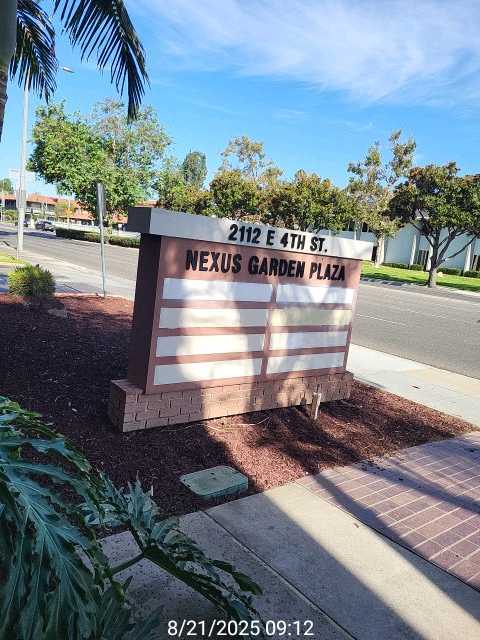 2112 E 4TH ST.
NEXUS GARDEN PLAZA
8/21/2025 09:12